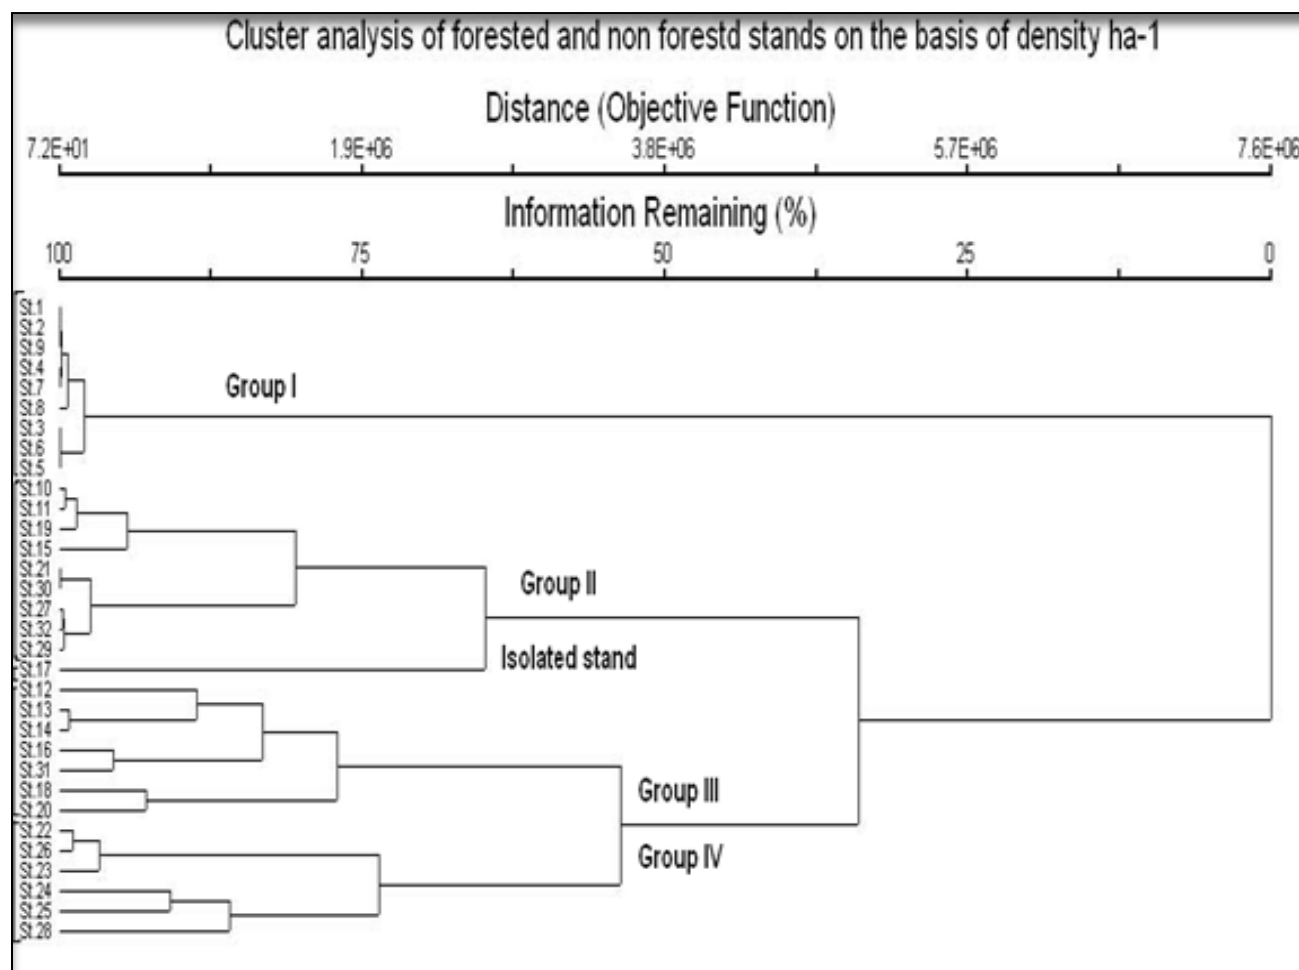 Cluster analysis of forested and non forestd stands on the basis of density ha-1
Distance (Objective Function)
7.2E+01 1.9E+06 3.8E+06 5.7E+06 7.6E+06
Information Remaining (%)
100 75 50 25 0
St.1
St.2
St.9
St.4
St.7
Group I
St.8
St.3
St.6
St.5
St.10
St.11
St.19
St.15
St.21
St.30
Group II
St.27
St.32
St.29
Isolated stand
St.17
St.12
St.13
St.14
St.16
St.31
St.18
Group III
St.20
St.22
St.26
Group IV
St.23
St.24
St.25
St.28